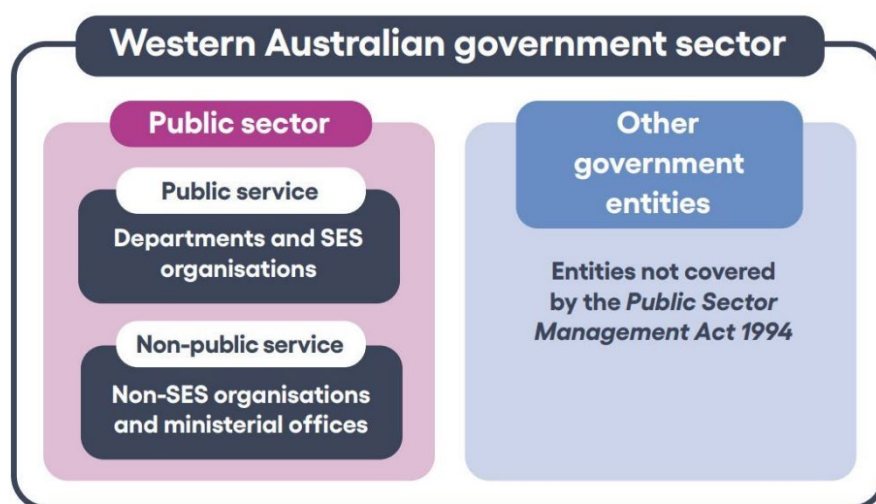 Western Australian government sector
Public sector
Public service
Departments and SES
organisations
Non-public service
Non-SES organisations
and ministerial offices
Other
government
entities
Entities not covered
by the Public Sector
Management Act 1994